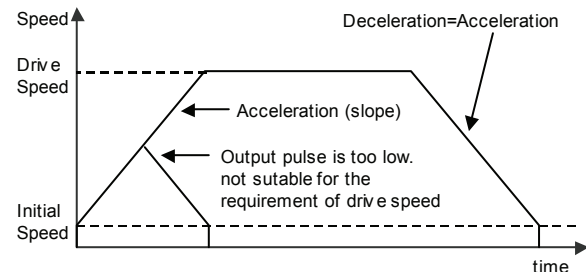 Speed
Deceleration=Acceleration
Drive
Speed
Acceleration (slope)
Output pulse is too low.
not sutable for the
requirement of drive speed
Initial
Speed
time